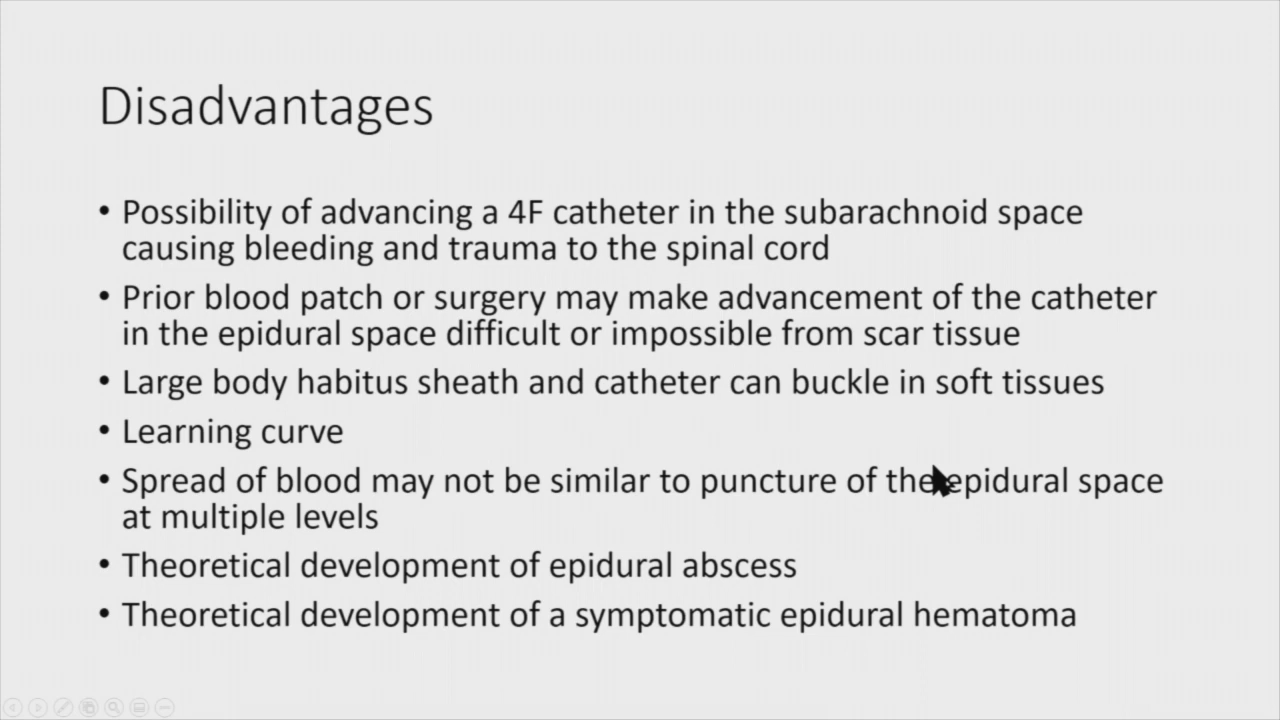 Disadvantages
• Possibility of advancing a 4F catheter in the subarachnoid space
causing bleeding and trauma to the spinal cord
• Prior blood patch or surgery may make advancement of the catheter
in the epidural space difficult or impossible from scar tissue
• Large body habitus sheath and catheter can buckle in soft tissues
• Learning curve
• Spread of blood may not be similar to puncture of the epidural space
at multiple levels
• Theoretical development of epidural abscess
• Theoretical development of a symptomatic epidural hematoma